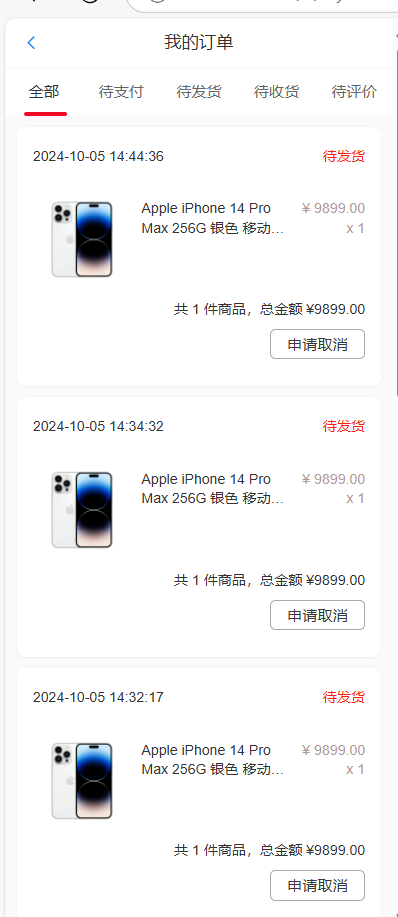 我的订单
全部 待支付 待发货 待收货 待评价
2024-10-05 14:44:36 待发货
Apple iPhone 14 Pro ¥ 9899.00
Max 256G 银色 移动... x 1
共 1 件商品，总金额 ¥9899.00
申请取消
2024-10-05 14:34:32 待发货
Apple iPhone 14 Pro ¥ 9899.00
Max 256G 银色 移动... x 1
共 1 件商品，总金额 ¥9899.00
申请取消
2024-10-05 14:32:17 待发货
Apple iPhone 14 Pro ¥ 9899.00
Max 256G 银色 移动... x 1
共 1 件商品，总金额 ¥9899.00
申请取消